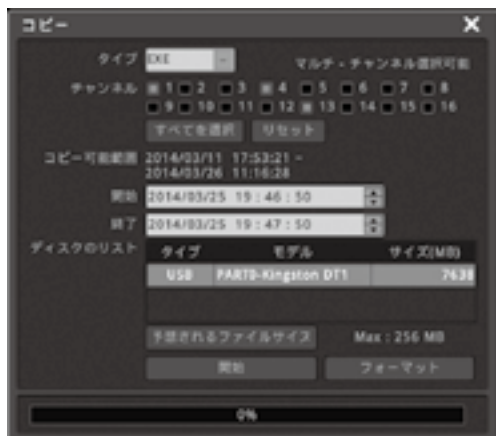 コピー
タイプ EXE マルチ・チャンネル選択可能
チャンネル 1 2 3 4 5 6 7 8
9 10 11 12 13 14 15 16
すべてを選択 リセット
コピー可能範囲 2014/03/11 17:53:21 ~
2014/03/26 11:16:28
開始 2014/03/25 19:46:50
終了 2014/03/25 19:47:50
ディスクのリスト タイプ モデル サイズ(MB)
USB PART0-Kingston DT1 7638
予想されるファイルサイズ Max : 256 MB
開始 フォーマット
0%